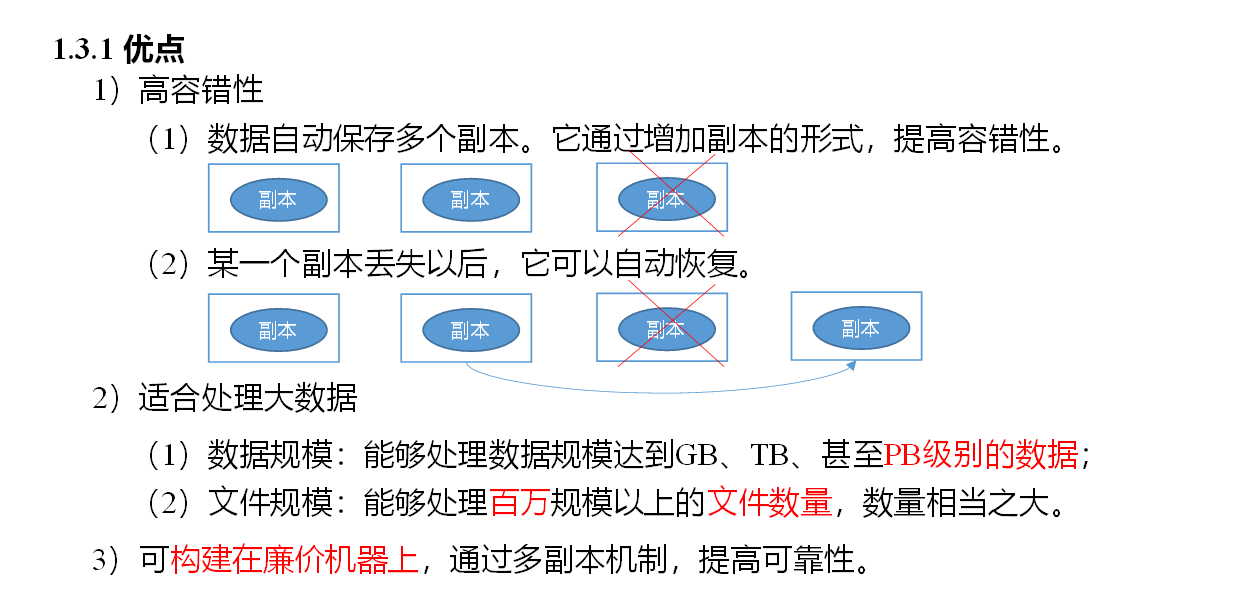 1.3.1 优点
1）高容错性
（1）数据自动保存多个副本。它通过增加副本的形式，提高容错性。
副本 副本 副本
（2）某一个副本丢失以后，它可以自动恢复。
副本 副本 副本 副本
2）适合处理大数据
（1）数据规模：能够处理数据规模达到GB、TB、甚至PB级别的数据；
（2）文件规模：能够处理百万规模以上的文件数量，数量相当之大。
3）可构建在廉价机器上，通过多副本机制，提高可靠性。